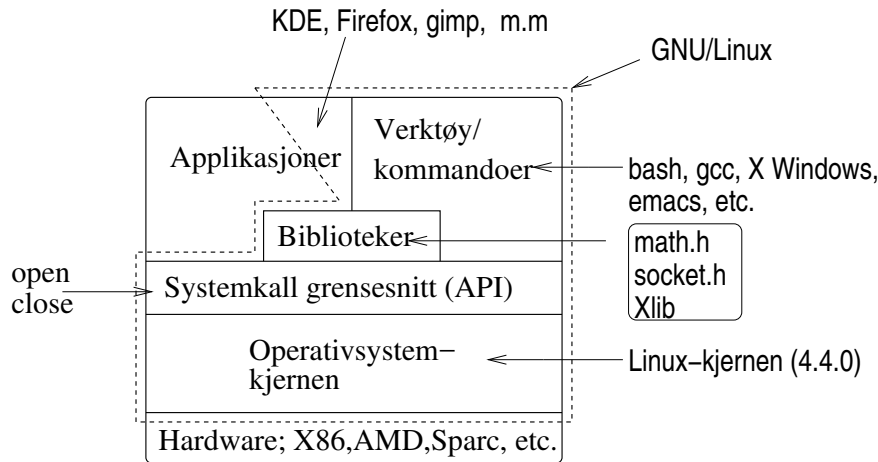 KDE, Firefox, gimp, m.m
GNU/Linux
Applikasjoner
Verktøy/
kommandoer
bash, gcc, X Windows,
emacs, etc.
Biblioteker
math.h
socket.h
Xlib
open
close
Systemkall grensesnitt (API)
Operativsystem−
kjernen
Linux−kjernen (4.4.0)
Hardware; X86,AMD,Sparc, etc.